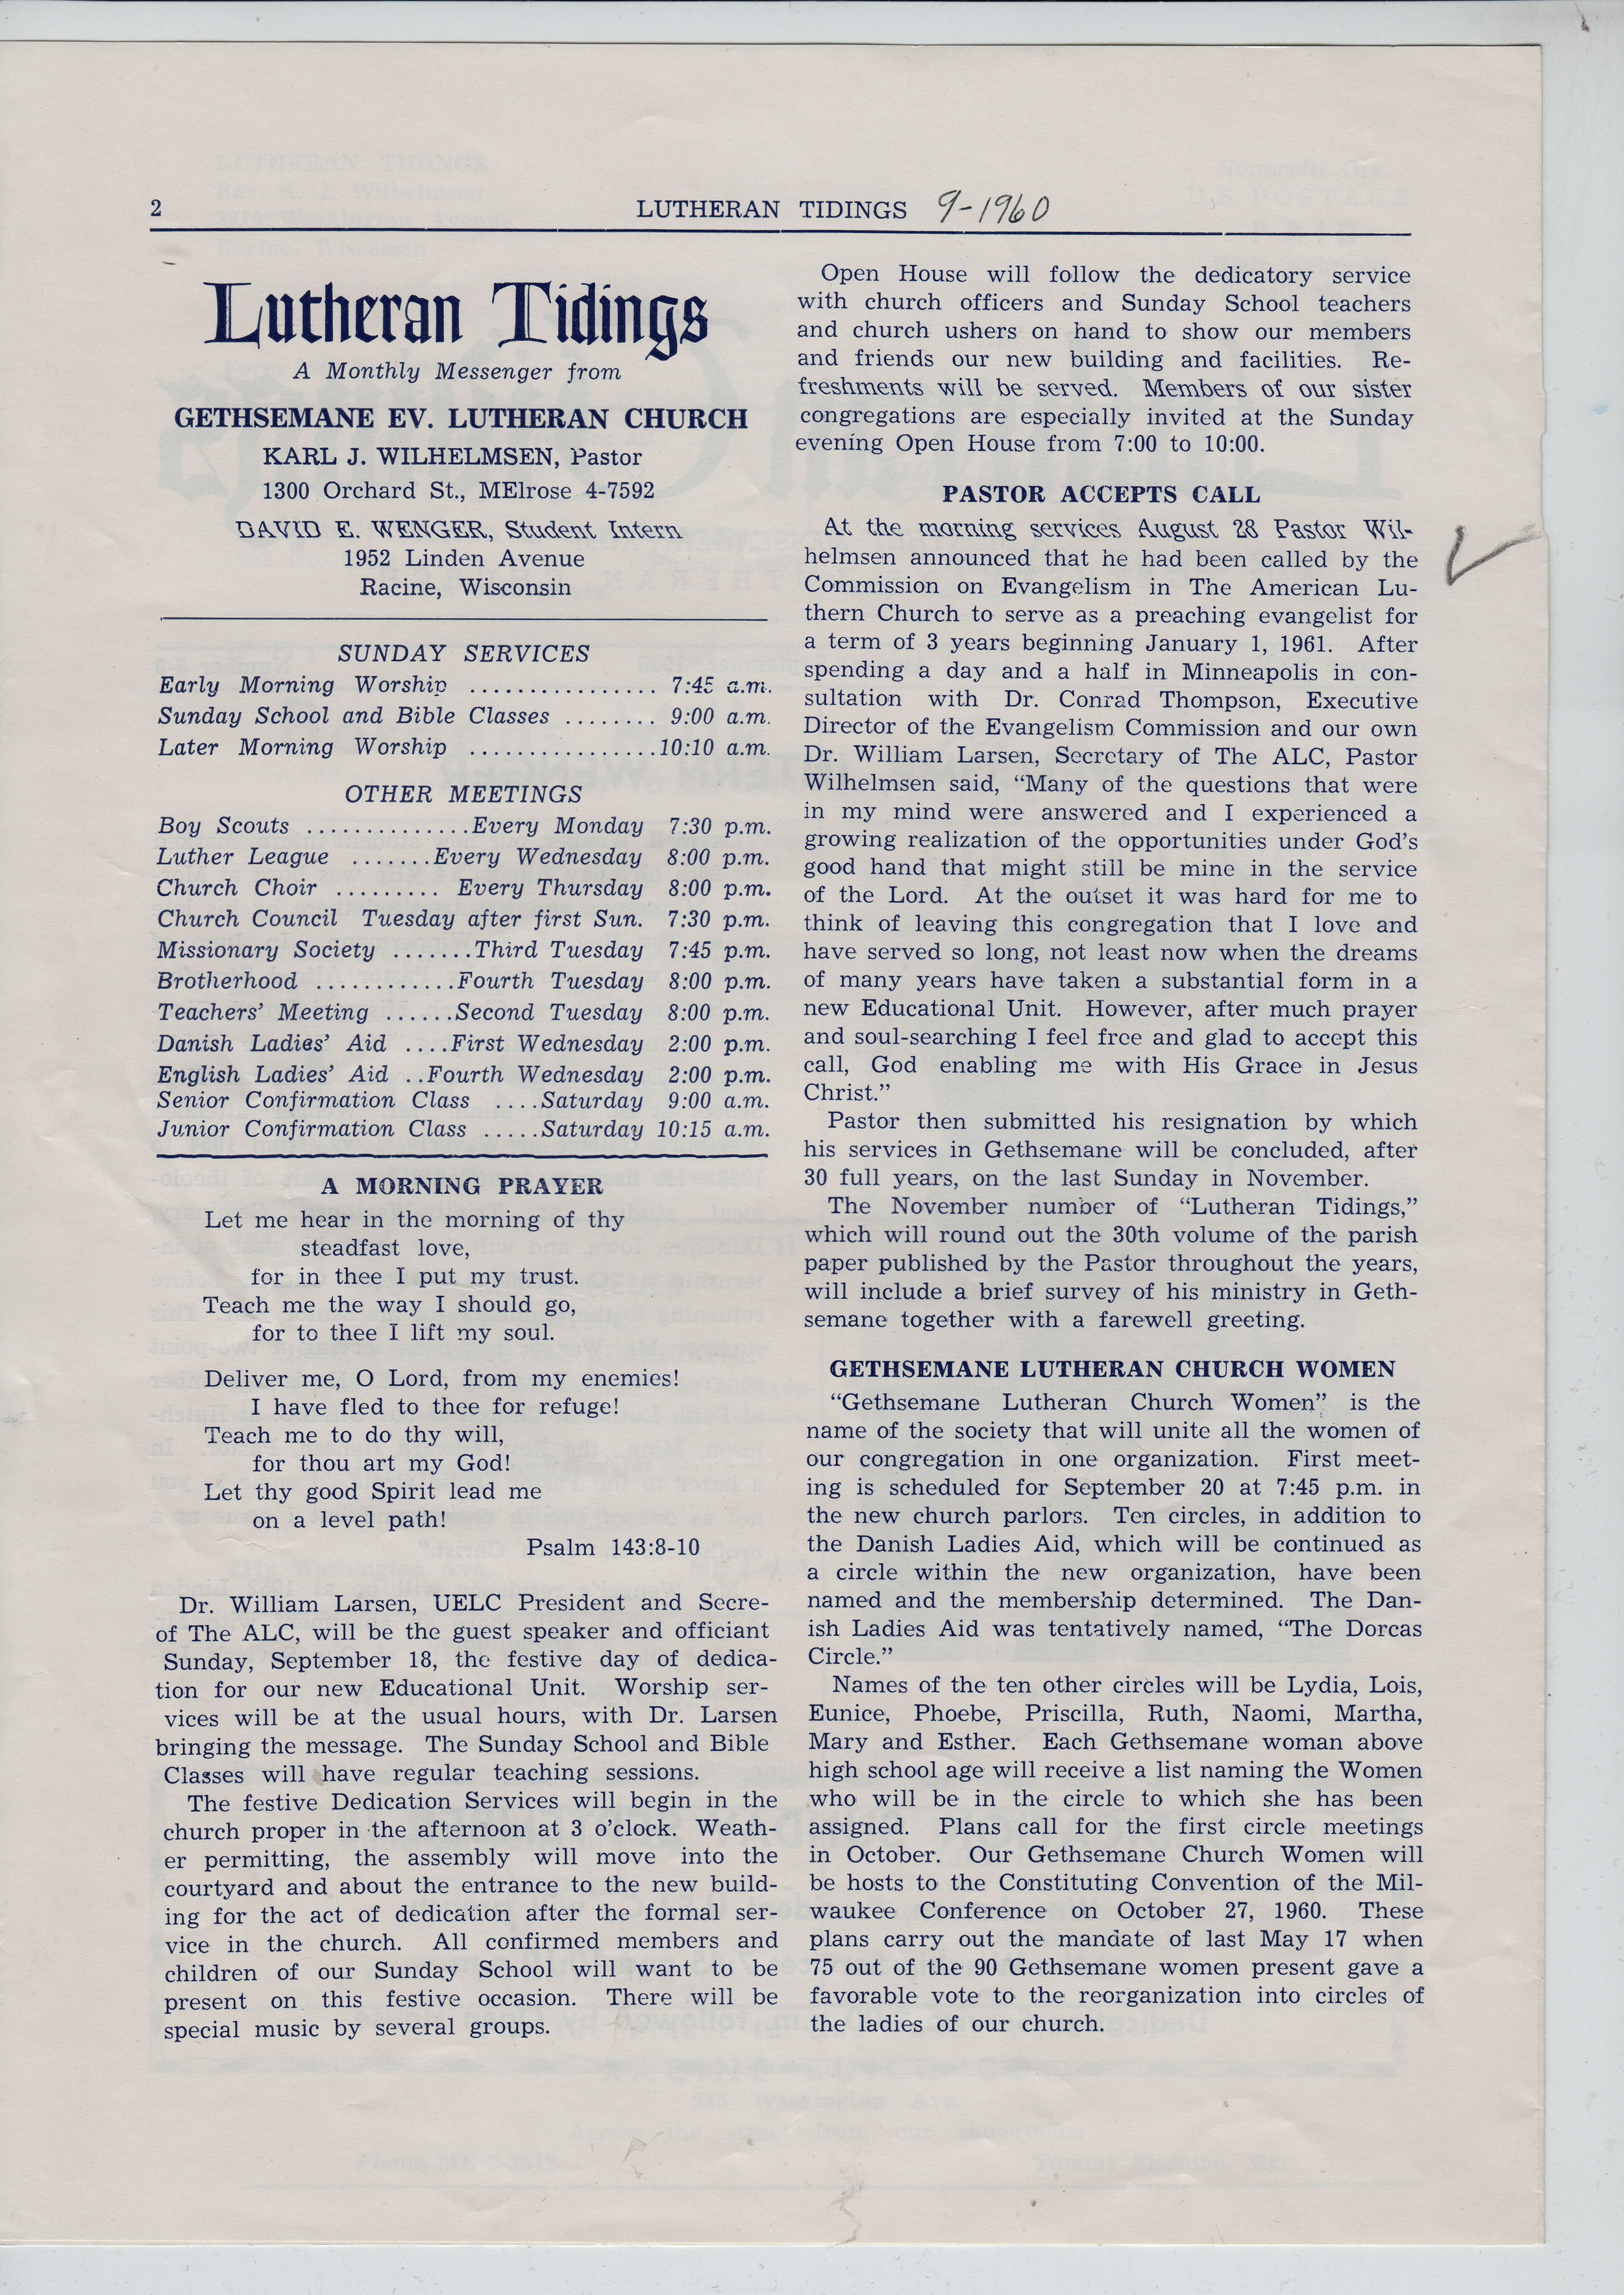 2
LUTHERAN TIDINGS 9-1960
Lutheran Tidings
A Monthly Messenger from
GETHSEMANE EV. LUTHERAN CHURCH
KARL J. WILHELMSEN, Pastor
1300 Orchard St., MElrose 4-7592
DAVID E. WENGER, Student Intern
1952 Linden Avenue
Racine, Wisconsin
SUNDAY SERVICES
Early Morning Worship ................ 7:45 a.m.
Sunday School and Bible Classes ........ 9:00 a.m.
Later Morning Worship ................10:10 a.m.
OTHER MEETINGS
Boy Scouts ..............Every Monday 7:30 p.m.
Luther League .......Every Wednesday 8:00 p.m.
Church Choir ......... Every Thursday 8:00 p.m.
Church Council Tuesday after first Sun. 7:30 p.m.
Missionary Society .......Third Tuesday 7:45 p.m.
Brotherhood ............Fourth Tuesday 8:00 p.m.
Teachers' Meeting ......Second Tuesday 8:00 p.m.
Danish Ladies' Aid ....First Wednesday 2:00 p.m.
English Ladies' Aid ..Fourth Wednesday 2:00 p.m.
Senior Confirmation Class ....Saturday 9:00 a.m.
Junior Confirmation Class .....Saturday 10:15 a.m.
A MORNING PRAYER
Let me hear in the morning of thy
steadfast love,
for in thee I put my trust.
Teach me the way I should go,
for to thee I lift my soul.
Deliver me, O Lord, from my enemies!
I have fled to thee for refuge!
Teach me to do thy will,
for thou art my God!
Let thy good Spirit lead me
on a level path!
Psalm 143:8-10
Dr. William Larsen, UELC President and Secre-
of The ALC, will be the guest speaker and officiant
Sunday, September 18, the festive day of dedica-
tion for our new Educational Unit. Worship ser-
vices will be at the usual hours, with Dr. Larsen
bringing the message. The Sunday School and Bible
Classes will have regular teaching sessions.
The festive Dedication Services will begin in the
church proper in the afternoon at 3 o'clock. Weath-
er permitting, the assembly will move into the
courtyard and about the entrance to the new build-
ing for the act of dedication after the formal ser-
vice in the church. All confirmed members and
children of our Sunday School will want to be
present on this festive occasion. There will be
special music by several groups.
Open House will follow the dedicatory service
with church officers and Sunday School teachers
and church ushers on hand to show our members
and friends our new building and facilities. Re-
freshments will be served. Members of our sister
congregations are especially invited at the Sunday
evening Open House from 7:00 to 10:00.
PASTOR ACCEPTS CALL
At the morning services August 28 Pastor Wil-
helmsen announced that he had been called by the
Commission on Evangelism in The American Lu-
thern Church to serve as a preaching evangelist for
a term of 3 years beginning January 1, 1961. After
spending a day and a half in Minneapolis in con-
sultation with Dr. Conrad Thompson, Executive
Director of the Evangelism Commission and our own
Dr. William Larsen, Secretary of The ALC, Pastor
Wilhelmsen said, "Many of the questions that were
in my mind were answered and I experienced a
growing realization of the opportunities under God's
good hand that might still be mine in the service
of the Lord. At the outset it was hard for me to
think of leaving this congregation that I love and
have served so long, not least now when the dreams
of many years have taken a substantial form in a
new Educational Unit. However, after much prayer
and soul-searching I feel free and glad to accept this
call, God enabling me with His Grace in Jesus
Christ."
Pastor then submitted his resignation by which
his services in Gethsemane will be concluded, after
30 full years, on the last Sunday in November.
The November number of "Lutheran Tidings,"
which will round out the 30th volume of the parish
paper published by the Pastor throughout the years,
will include a brief survey of his ministry in Geth-
semane together with a farewell greeting.
GETHSEMANE LUTHERAN CHURCH WOMEN
"Gethsemane Lutheran Church Women" is the
name of the society that will unite all the women of
our congregation in one organization. First meet-
ing is scheduled for September 20 at 7:45 p.m. in
the new church parlors. Ten circles, in addition to
the Danish Ladies Aid, which will be continued as
a circle within the new organization, have been
named and the membership determined. The Dan-
ish Ladies Aid was tentatively named, "The Dorcas
Circle."
Names of the ten other circles will be Lydia, Lois,
Eunice, Phoebe, Priscilla, Ruth, Naomi, Martha,
Mary and Esther. Each Gethsemane woman above
high school age will receive a list naming the Women
who will be in the circle to which she has been
assigned. Plans call for the first circle meetings
in October. Our Gethsemane Church Women will
be hosts to the Constituting Convention of the Mil-
waukee Conference on October 27, 1960. These
plans carry out the mandate of last May 17 when
75 out of the 90 Gethsemane women present gave a
favorable vote to the reorganization into circles of
the ladies of our church.